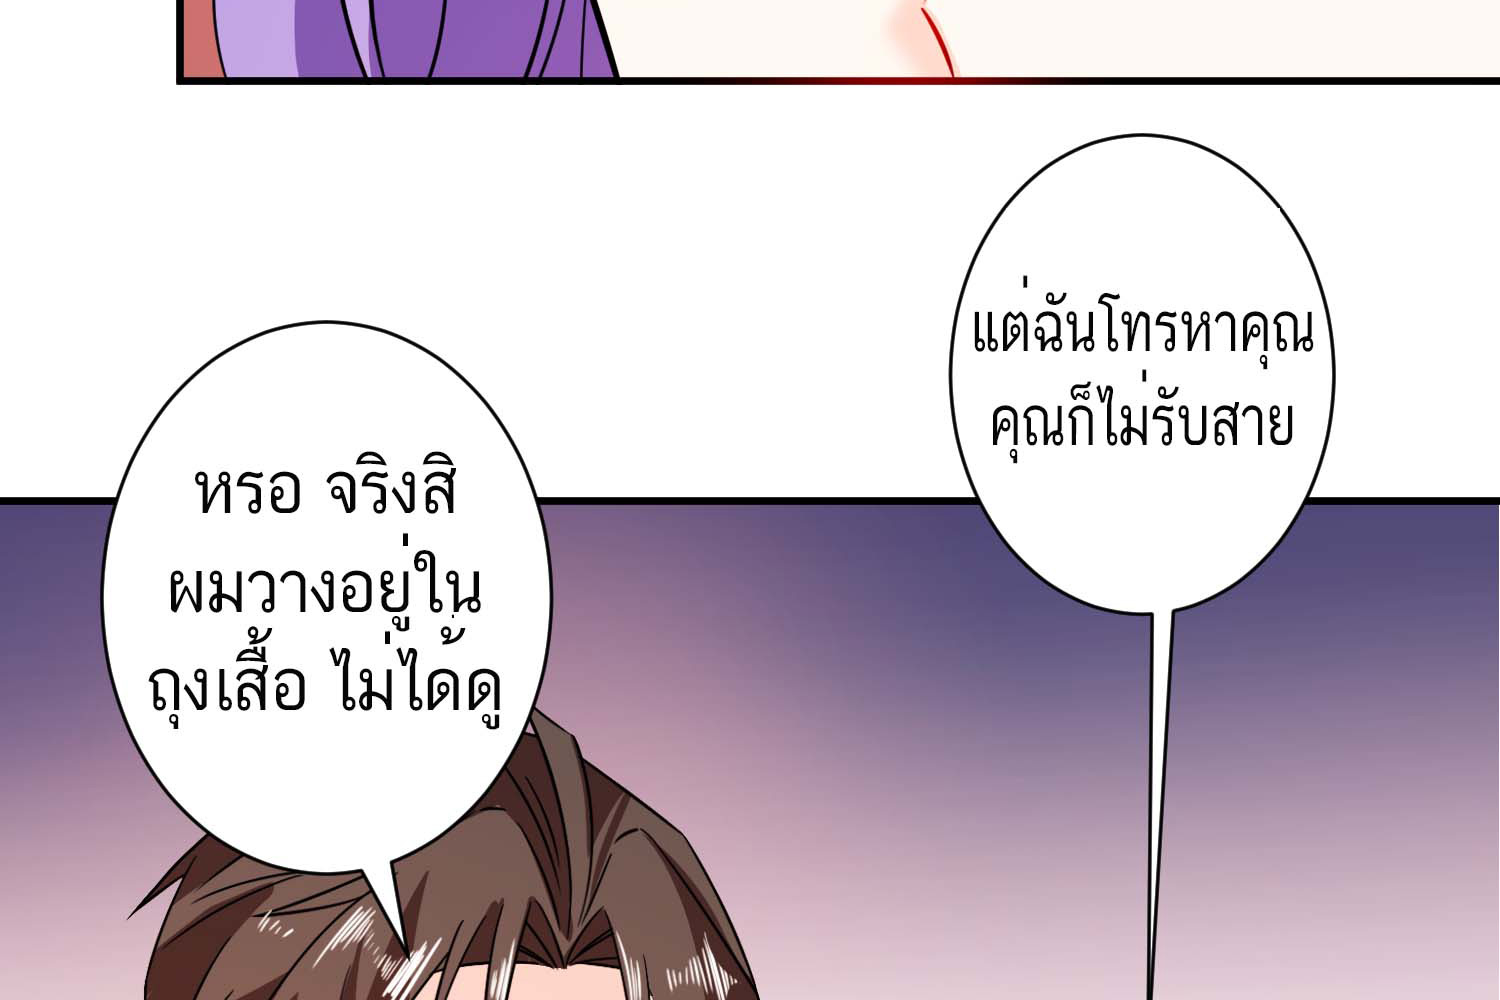 แต่ฉันโทรหาคุณ
คุณก็ไม่รับสาย
หรอ จริงสิ
ผมวางอยู่ใน
ถุงเสื้อ ไม่ได้ดู